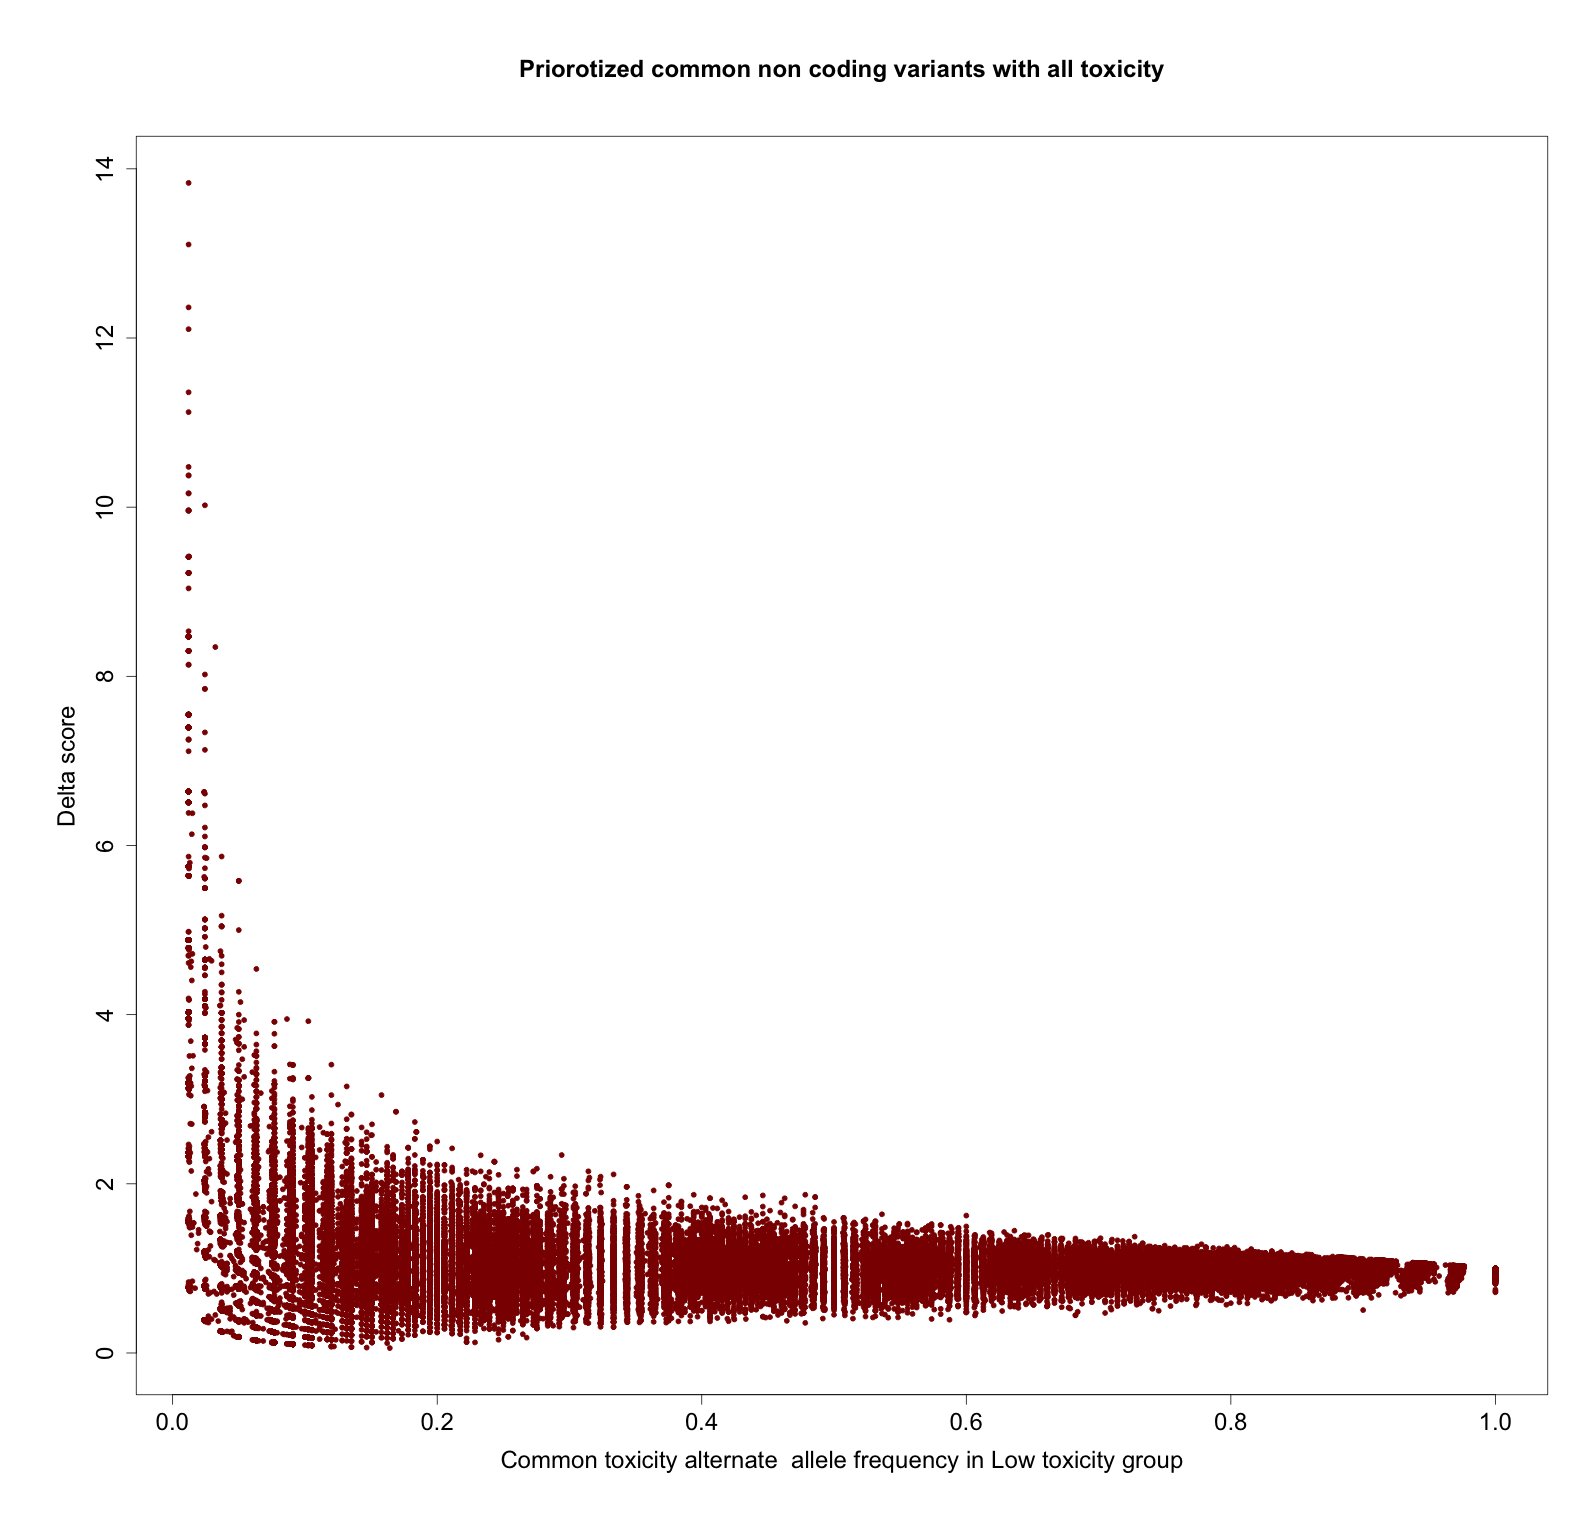 Priorotized common non coding variants with all toxicity
14
12
10
8
6
4
2
0
Delta score
0.0 0.2 0.4 0.6 0.8 1.0
Common toxicity alternate  allele frequency in Low toxicity group